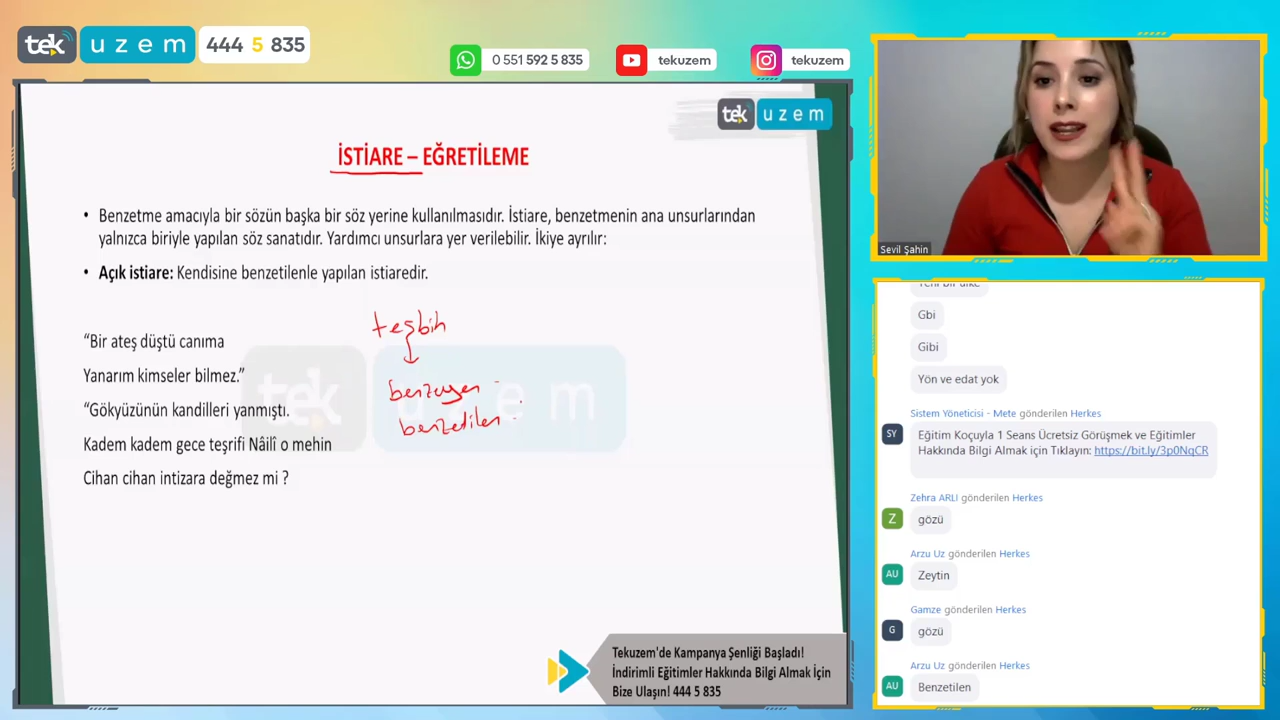 tek uzem 444 5 835
0 551 592 5 835
tekuzem
tekuzem
tek uzem
İSTİARE – EĞRETİLEME
• Benzetme amacıyla bir sözün başka bir söz yerine kullanılmasıdır. İstiare, benzetmenin ana unsurlarından
yalnızca biriyle yapılan söz sanatıdır. Yardımcı unsurlara yer verilebilir. İkiye ayrılır:
• Açık istiare: Kendisine benzetilenle yapılan istiaredir.
teşbih
“Bir ateş düştü canıma
Yanarım kimseler bilmez.”
benzeyen -
“Gökyüzünün kandilleri yanmıştı.
benzetilen -
Kadem kadem gece teşrifi Nâilî o mehin
Cihan cihan intizara değmez mi ?
tek uzem
Tekuzem'de Kampanya Şenliği Başladı!
İndirimli Eğitimler Hakkında Bilgi Almak İçin
Bize Ulaşın! 444 5 835
Sevil Şahin
Yeni bir ülke
Gbi
Gibi
Yön ve edat yok
Sistem Yöneticisi - Mete gönderilen Herkes
SY
Eğitim Koçuyla 1 Seans Ücretsiz Görüşmek ve Eğitimler
Hakkında Bilgi Almak için Tıklayın: https://bit.ly/3p0NqCR
Zehra ARLI gönderilen Herkes
Z
gözü
Arzu Uz gönderilen Herkes
AU
Zeytin
Gamze gönderilen Herkes
G
gözü
Arzu Uz gönderilen Herkes
AU
Benzetilen